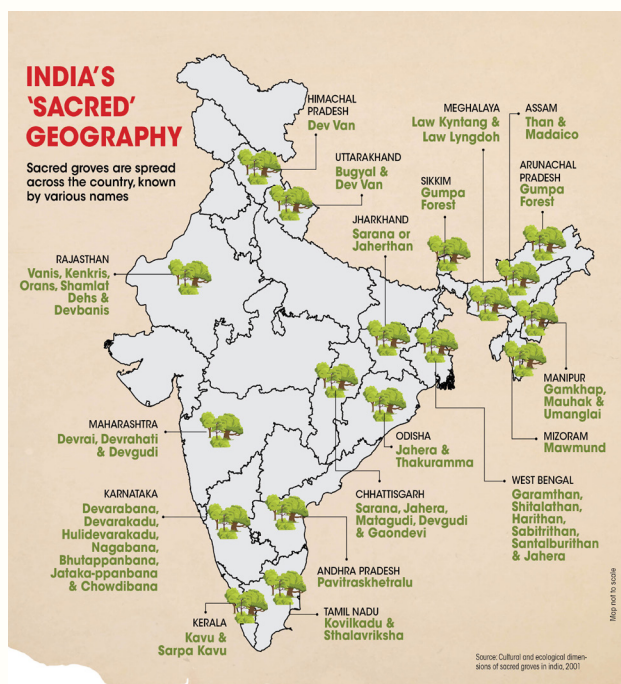 INDIA'S
'SACRED'
GEOGRAPHY
Sacred groves are spread
across the country, known
by various names
HIMACHAL
PRADESH
Dev Van
UTTARAKHAND
Bugyal &
Dev Van
JHARKHAND
Sarana or
Jaherthan
MEGHALAYA
Law Kyntang &
Law Lyngdoh
SIKKIM
Gumpa
Forest
ASSAM
Than &
Madaico
ARUNACHAL
PRADESH
Gumpa
Forest
RAJASTHAN
Vanis, Kenkris,
Orans, Shamlat
Dehs &
Devbanis
MANIPUR
Gamkhap,
Mauhak &
Umanglai
MIZORAM
Mawmund
MAHARASHTRA
Devrai, Devrahati
& Devgudi
ODISHA
Jahera &
Thakuramma
WEST BENGAL
Garamthan,
Shitalathan,
Harithan,
Sabitrithan,
Santalburithan
& Jahera
CHHATTISGARH
Sarana, Jahera,
Matagudi, Devgudi
& Gaondevi
KARNATAKA
Devarabana,
Devarakadu,
Hulidevarakadu,
Nagabana,
Bhutappanbana,
Jataka-ppanbana
& Chowdibana
ANDHRA PRADESH
Pavitraskhetralu
TAMIL NADU
Kovilkadu &
Sthalavriksha
KERALA
Kavu &
Sarpa Kavu
Map not to scale
Source: Cultural and ecological dimen-
sions of sacred groves in india, 2001